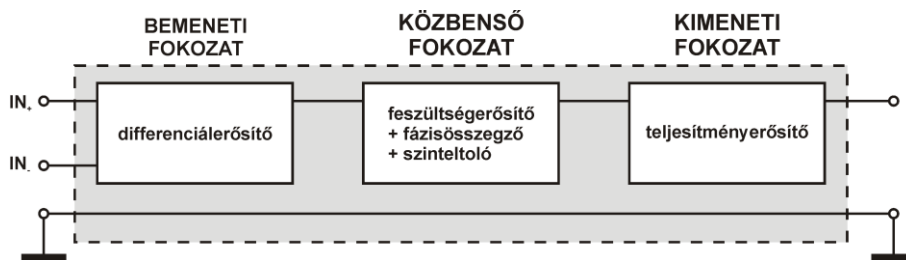 BEMENETI
FOKOZAT
KÖZBENSŐ
FOKOZAT
KIMENETI
FOKOZAT
IN+
differenciálerősítő
feszültségerősítő
+ fázisösszegző
+ szinteltoló
teljesítményerősítő
IN-